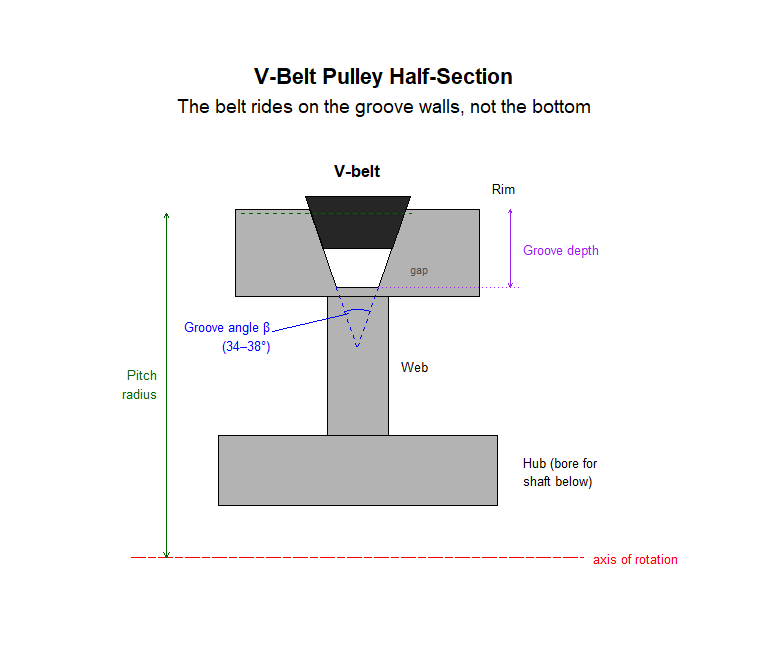 V-Belt Pulley Half-Section
The belt rides on the groove walls, not the bottom
V-belt
Rim
Groove depth
gap
Groove angle β
(34–38°)
Web
Pitch
radius
Hub (bore for
shaft below)
axis of rotation